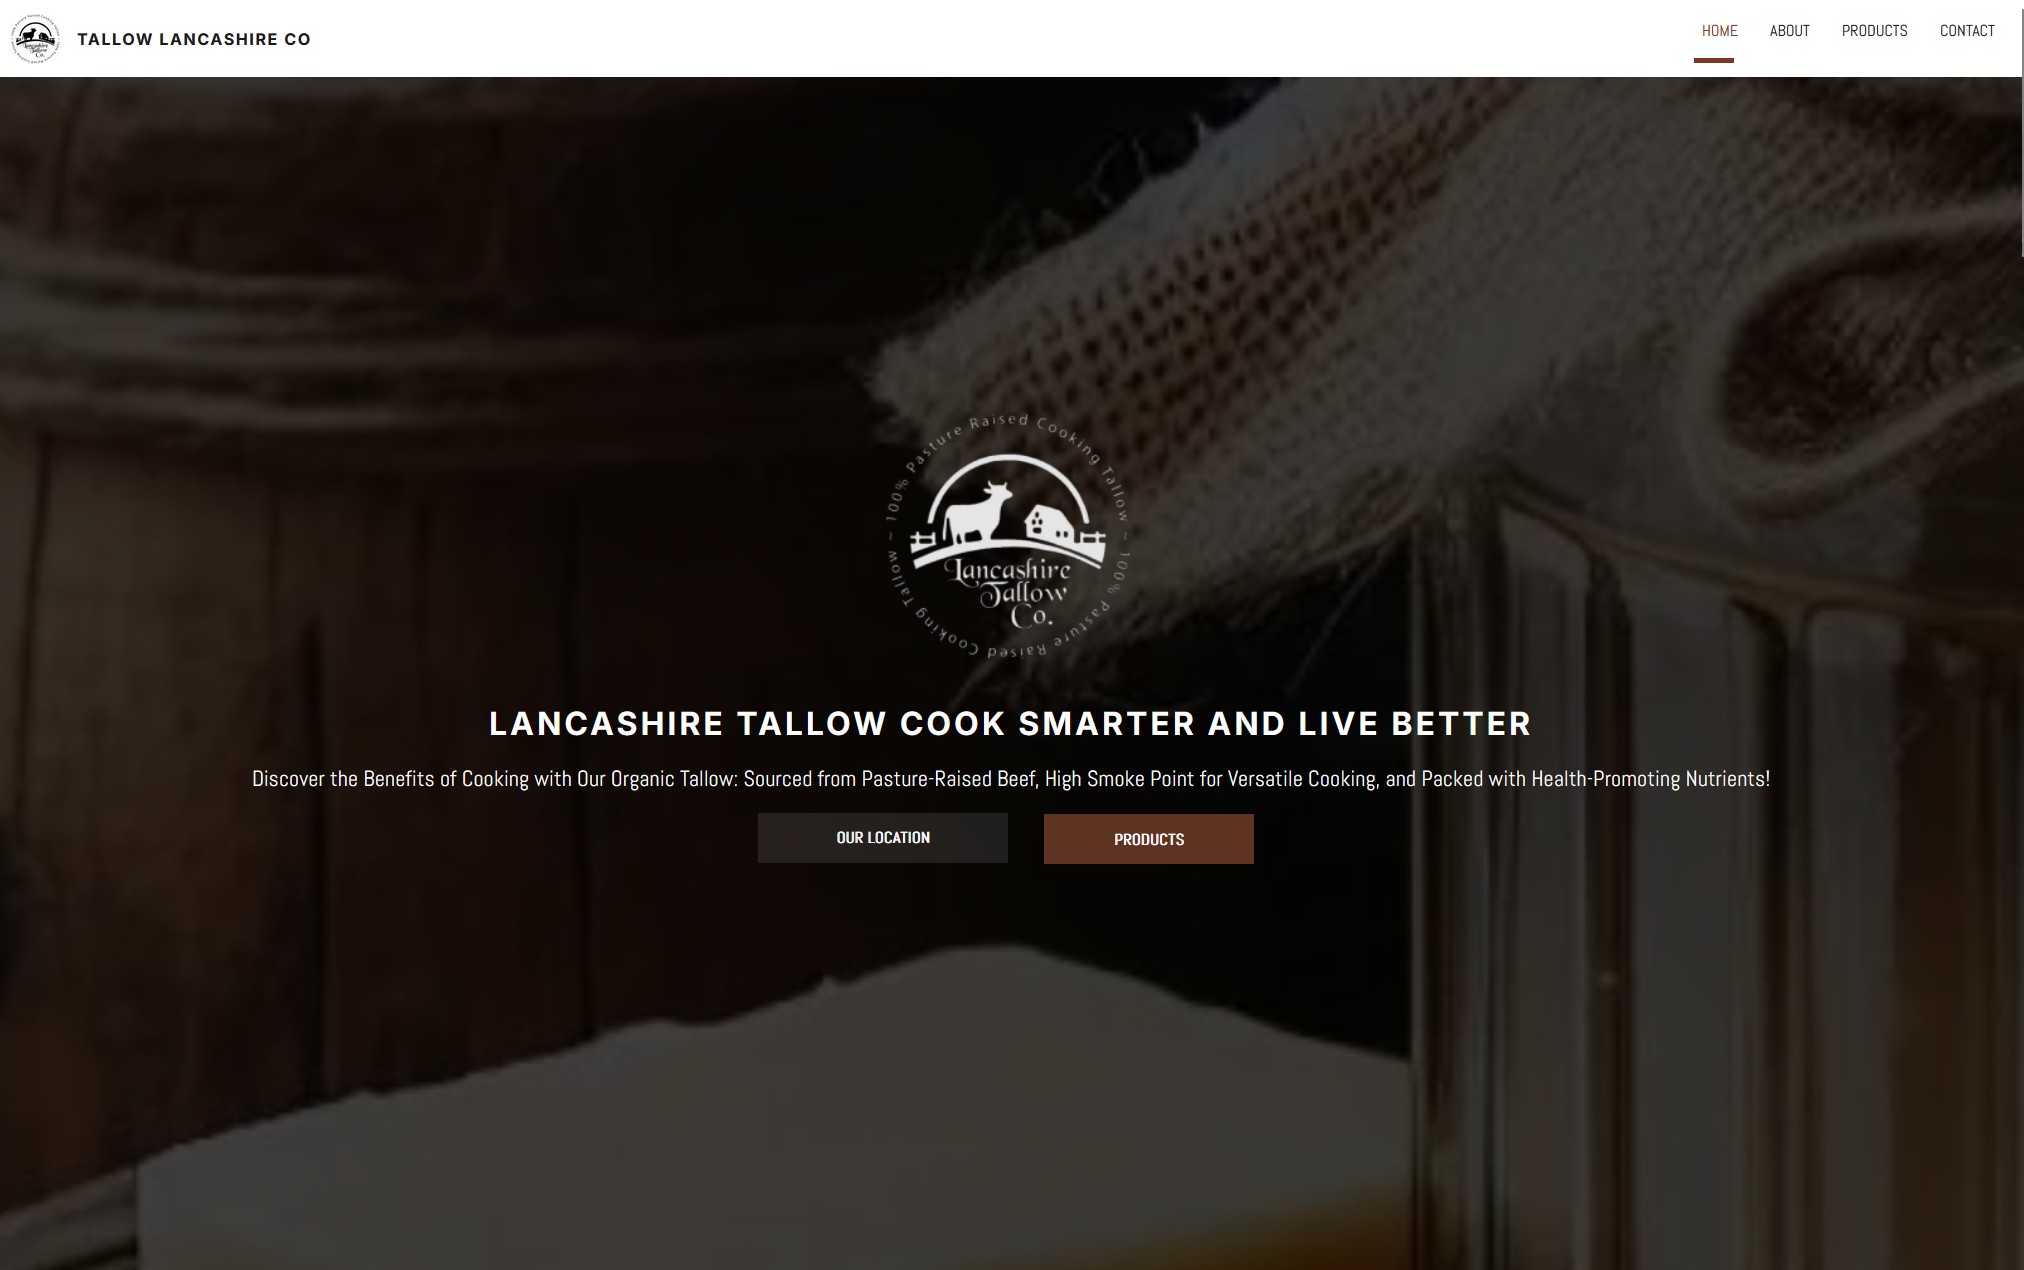 TALLOW LANCASHIRE CO
HOME
ABOUT
PRODUCTS
CONTACT
~ 100% Pasture Raised Cooking Tallow ~ 100% Pasture Raised Cooking Tallow
Lancashire
Tallow
Co.
LANCASHIRE TALLOW COOK SMARTER AND LIVE BETTER
Discover the Benefits of Cooking with Our Organic Tallow: Sourced from Pasture-Raised Beef, High Smoke Point for Versatile Cooking, and Packed with Health-Promoting Nutrients!
OUR LOCATION
PRODUCTS